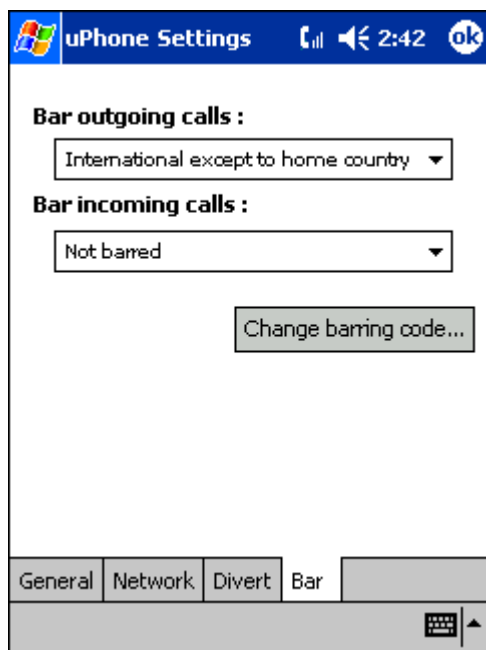 uPhone Settings 2:42 ok
Bar outgoing calls :
International except to home country
Bar incoming calls :
Not barred
Change barring code...
General Network Divert Bar